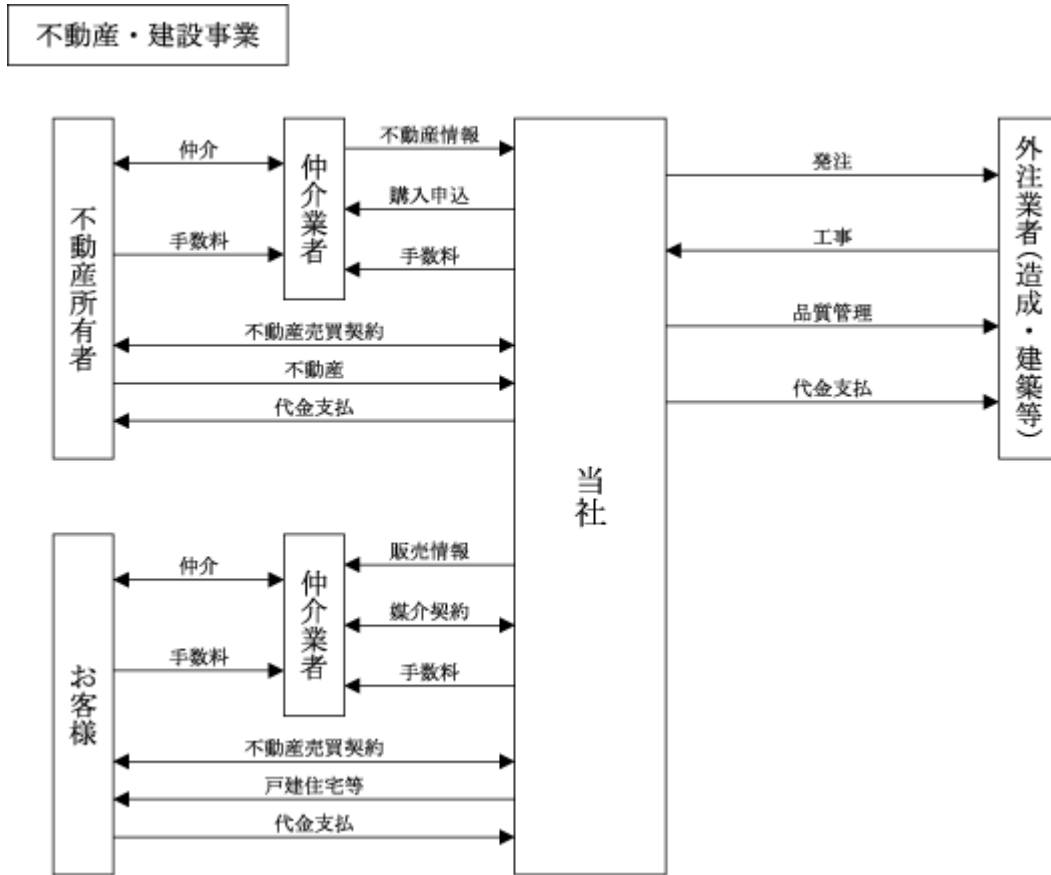 不動産・建設事業
不動産所有者
仲介
手数料
仲介業者
不動産情報
購入申込
手数料
不動産売買契約
不動産
代金支払
当社
発注
工事
品質管理
代金支払
外注業者(造成・建築等)
お客様
仲介
手数料
仲介業者
販売情報
媒介契約
手数料
不動産売買契約
戸建住宅等
代金支払